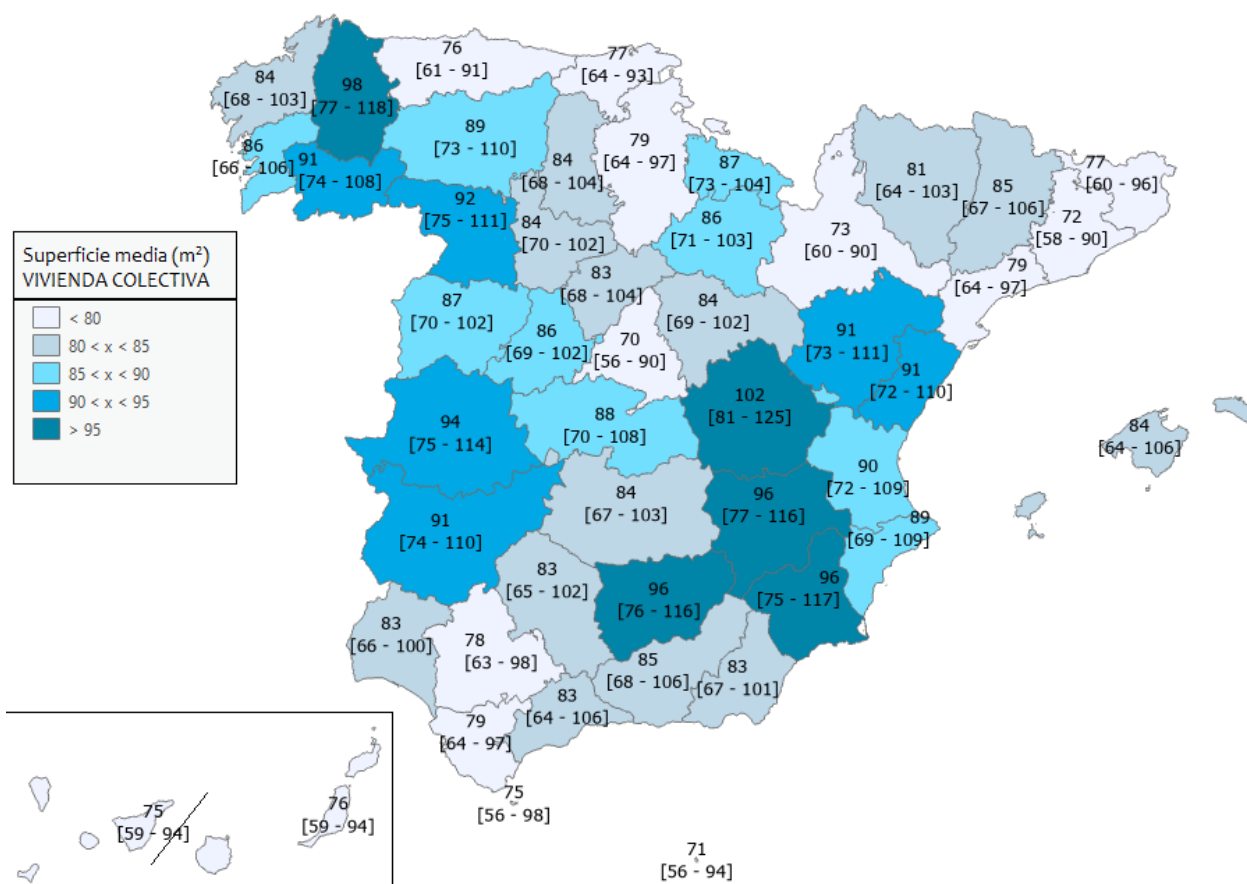 76
[61 - 91]
77
[64 - 93]
84
[68 - 103]
98
[77 - 118]
89
[73 - 110]
79
[64 - 97]
86
[66 - 106]
91
[74 - 108]
84
[68 - 104]
87
[73 - 104]
81
[64 - 103]
85
[67 - 106]
77
[60 - 96]
92
[75 - 111]
84
[70 - 102]
86
[71 - 103]
73
[60 - 90]
72
[58 - 90]
79
[64 - 97]
Superficie media (m²)
VIVIENDA COLECTIVA
< 80
80 < x < 85
85 < x < 90
90 < x < 95
> 95
83
[68 - 104]
87
[70 - 102]
86
[69 - 102]
70
[56 - 90]
84
[69 - 102]
91
[73 - 111]
91
[72 - 110]
102
[81 - 125]
94
[75 - 114]
88
[70 - 108]
84
[64 - 106]
90
[72 - 109]
84
[67 - 103]
96
[77 - 116]
91
[74 - 110]
89
[69 - 109]
83
[65 - 102]
96
[76 - 116]
96
[75 - 117]
83
[66 - 100]
78
[63 - 98]
85
[68 - 106]
83
[67 - 101]
83
[64 - 106]
79
[64 - 97]
75
[56 - 98]
75
[59 - 94]
76
[59 - 94]
71
[56 - 94]